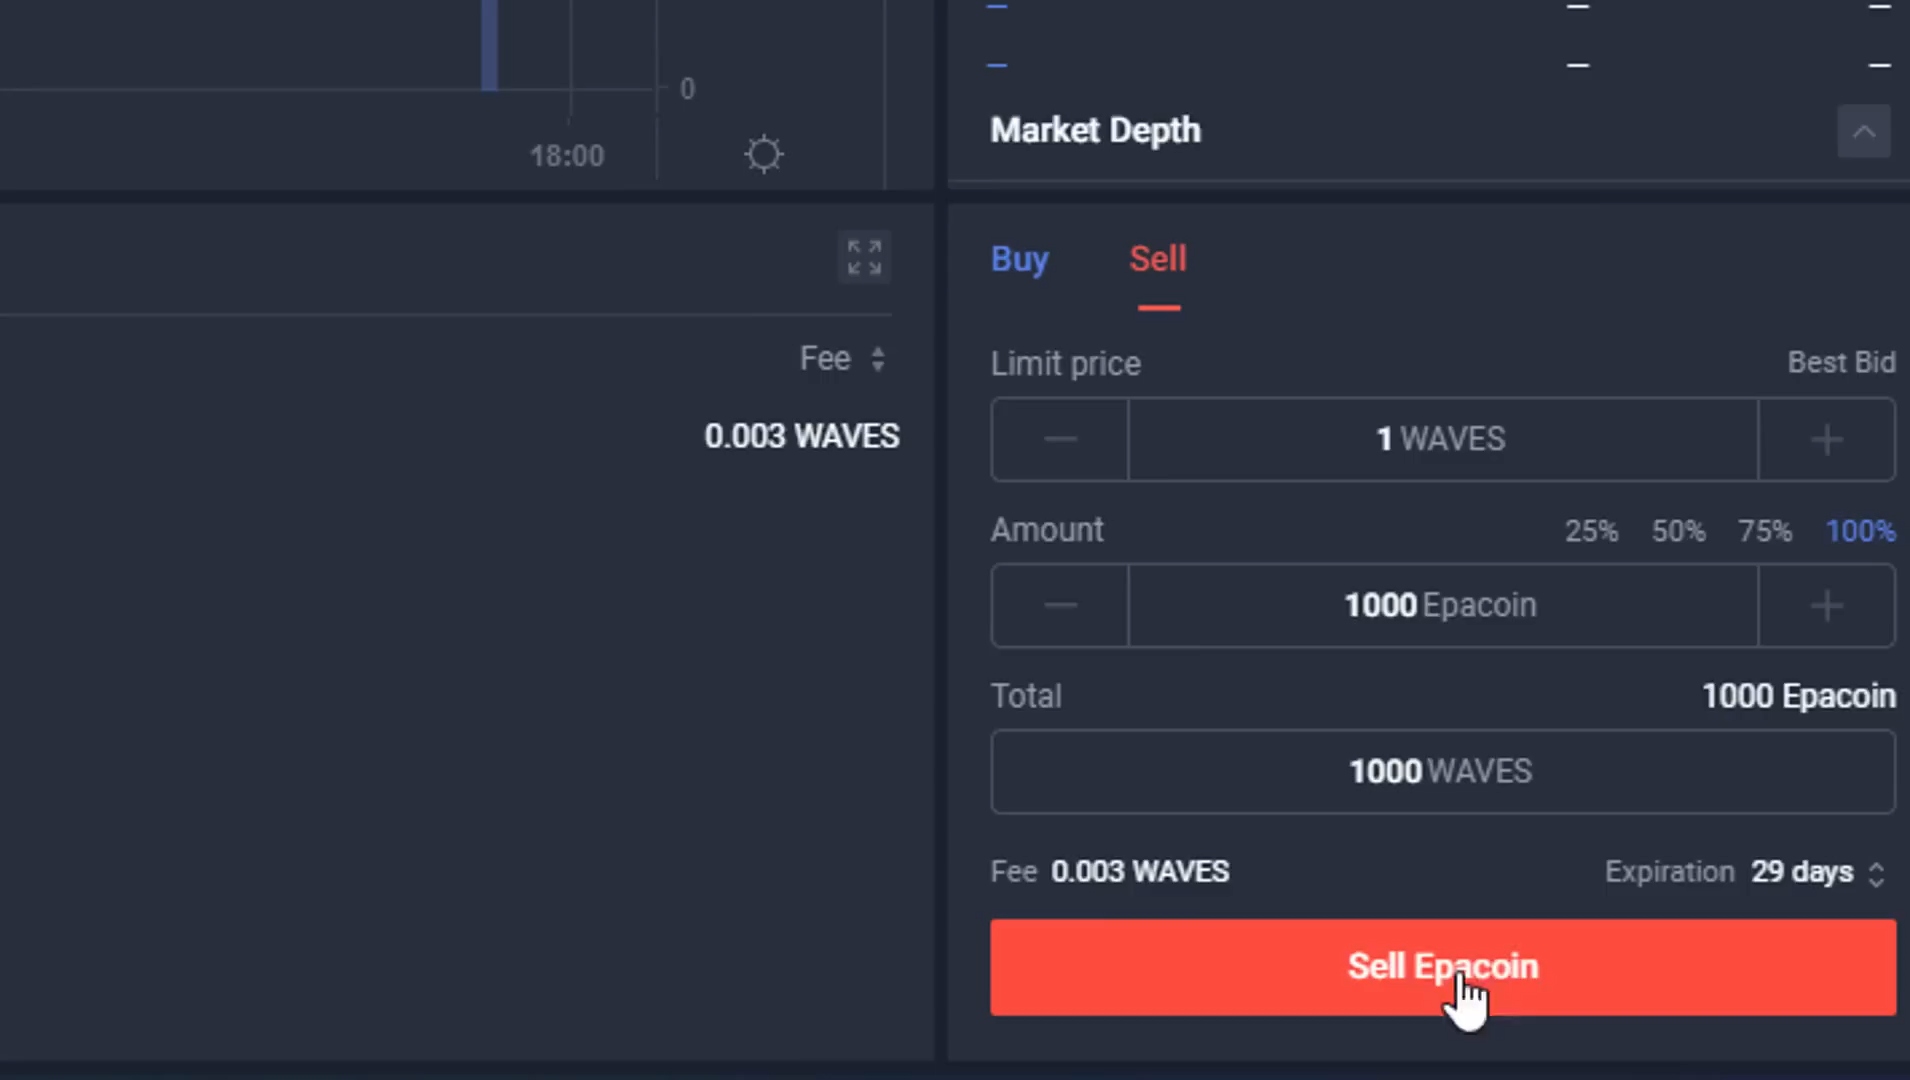 0
18:00
Fee
0.003 WAVES
Market Depth
Buy Sell
Limit price Best Bid
1 WAVES
Amount 25% 50% 75% 100%
1000 Epacoin
Total 1000 Epacoin
1000 WAVES
Fee 0.003 WAVES Expiration 29 days
Sell Epacoin